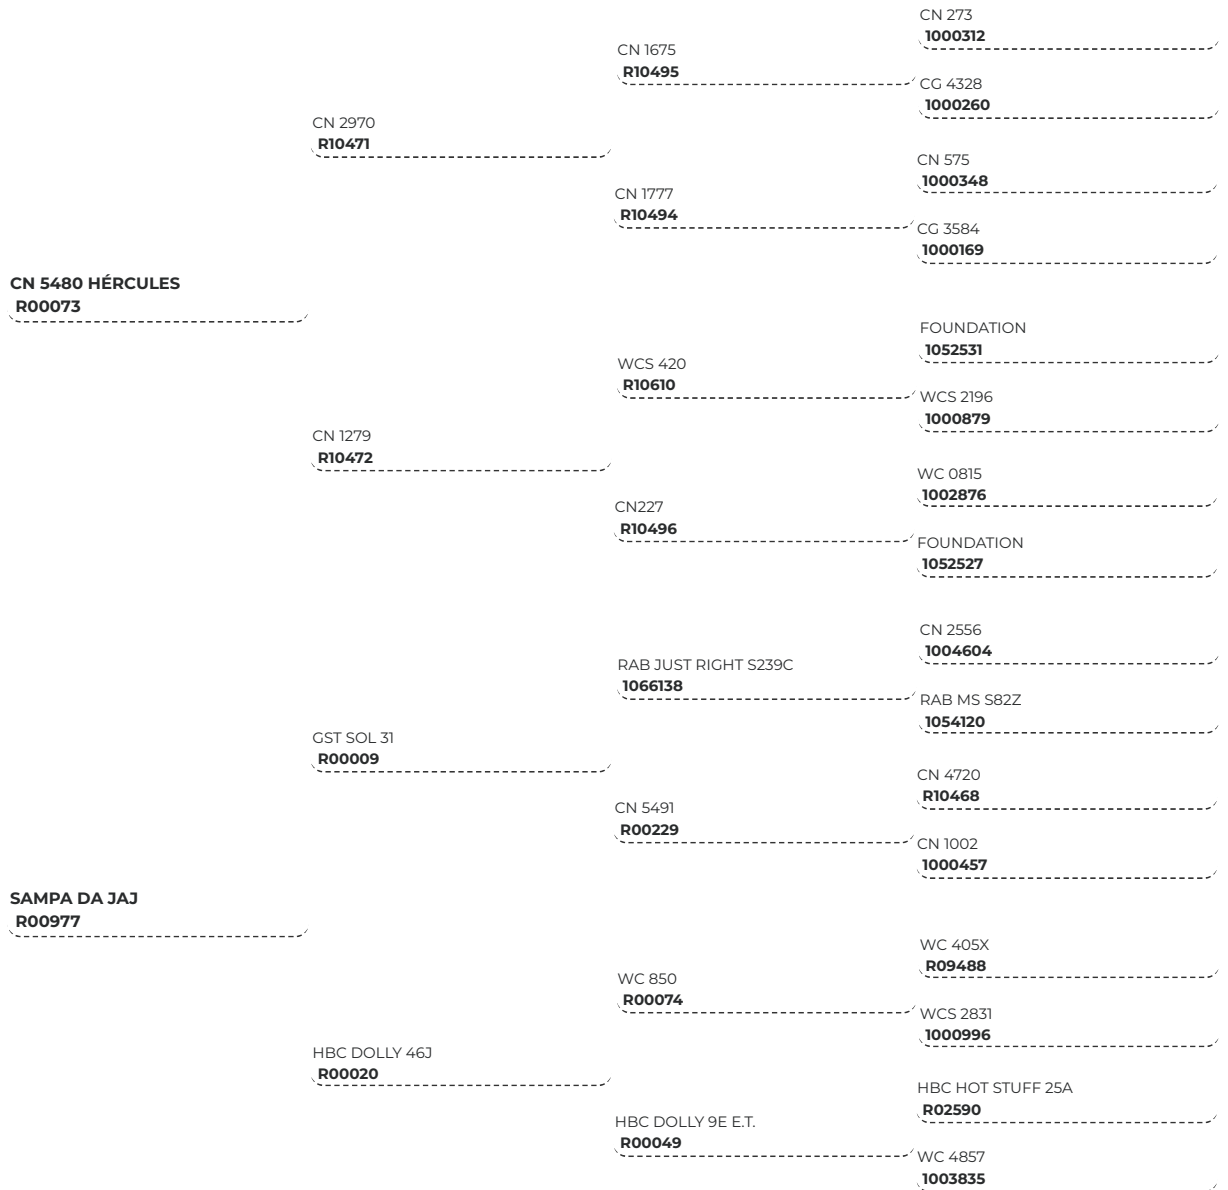 CN 273
1000312
CN 1675
R10495
CG 4328
1000260
CN 2970
R10471
CN 575
1000348
CN 1777
R10494
CG 3584
1000169
CN 5480 HÉRCULES
R00073
FOUNDATION
1052531
WCS 420
R10610
WCS 2196
1000879
CN 1279
R10472
WC 0815
1002876
CN227
R10496
FOUNDATION
1052527
CN 2556
1004604
RAB JUST RIGHT S239C
1066138
RAB MS S82Z
1054120
GST SOL 31
R00009
CN 4720
R10468
CN 5491
R00229
CN 1002
1000457
SAMPA DA JAJ
R00977
WC 405X
R09488
WC 850
R00074
WCS 2831
1000996
HBC DOLLY 46J
R00020
HBC HOT STUFF 25A
R02590
HBC DOLLY 9E E.T.
R00049
WC 4857
1003835